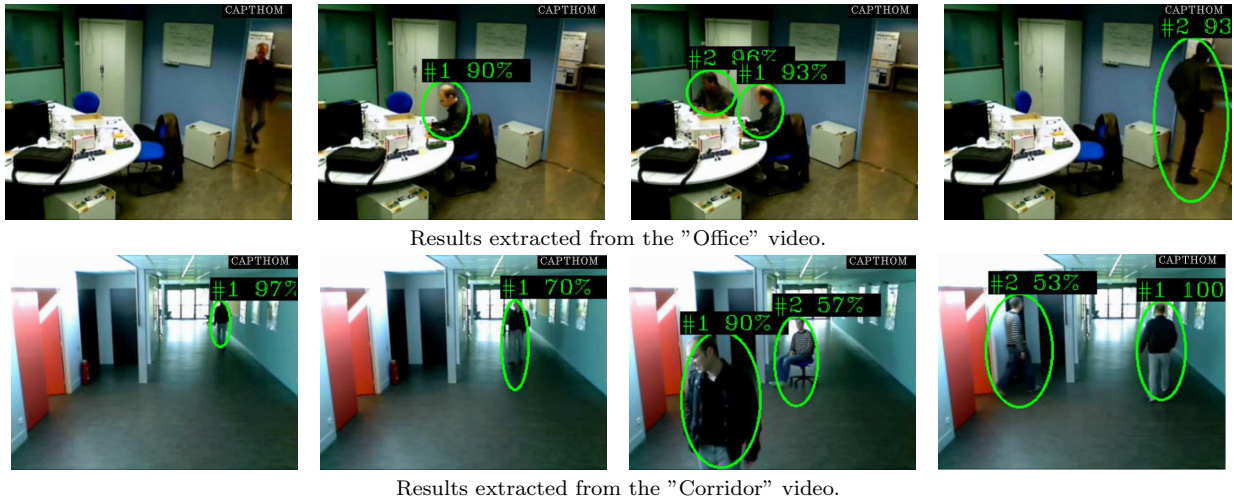 CAPTHOM
CAPTHOM
#1 90%
CAPTHOM
#2 96%
#1 93%
CAPTHOM
#2 93
Results extracted from the ”Office” video.
CAPTHOM
#1 97%
CAPTHOM
#1 70%
CAPTHOM
#2 57%
#1 90%
CAPTHOM
#2 53%
#1 100
Results extracted from the ”Corridor” video.